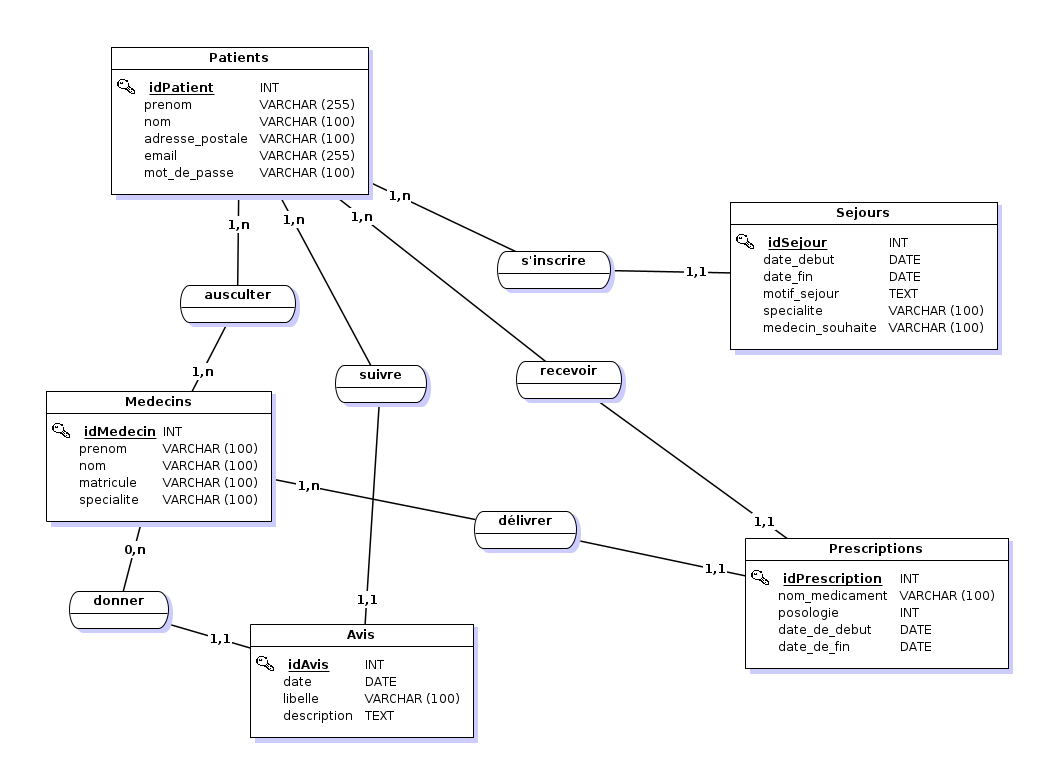 Patients
idPatient INT
prenom VARCHAR (255)
nom VARCHAR (100)
adresse_postale VARCHAR (100)
email VARCHAR (255)
mot_de_passe VARCHAR (100)
1,n
1,n
1,n
1,n
s'inscrire
1,1
Sejours
idSejour INT
date_debut DATE
date_fin DATE
motif_sejour TEXT
specialite VARCHAR (100)
medecin_souhaite VARCHAR (100)
ausculter
1,n
suivre
recevoir
Medecins
idMedecin INT
prenom VARCHAR (100)
nom VARCHAR (100)
matricule VARCHAR (100)
specialite VARCHAR (100)
1,n
délivrer
1,1
1,1
Prescriptions
idPrescription INT
nom_medicament VARCHAR (100)
posologie INT
date_de_debut DATE
date_de_fin DATE
0,n
donner
1,1
1,1
Avis
idAvis INT
date DATE
libelle VARCHAR (100)
description TEXT